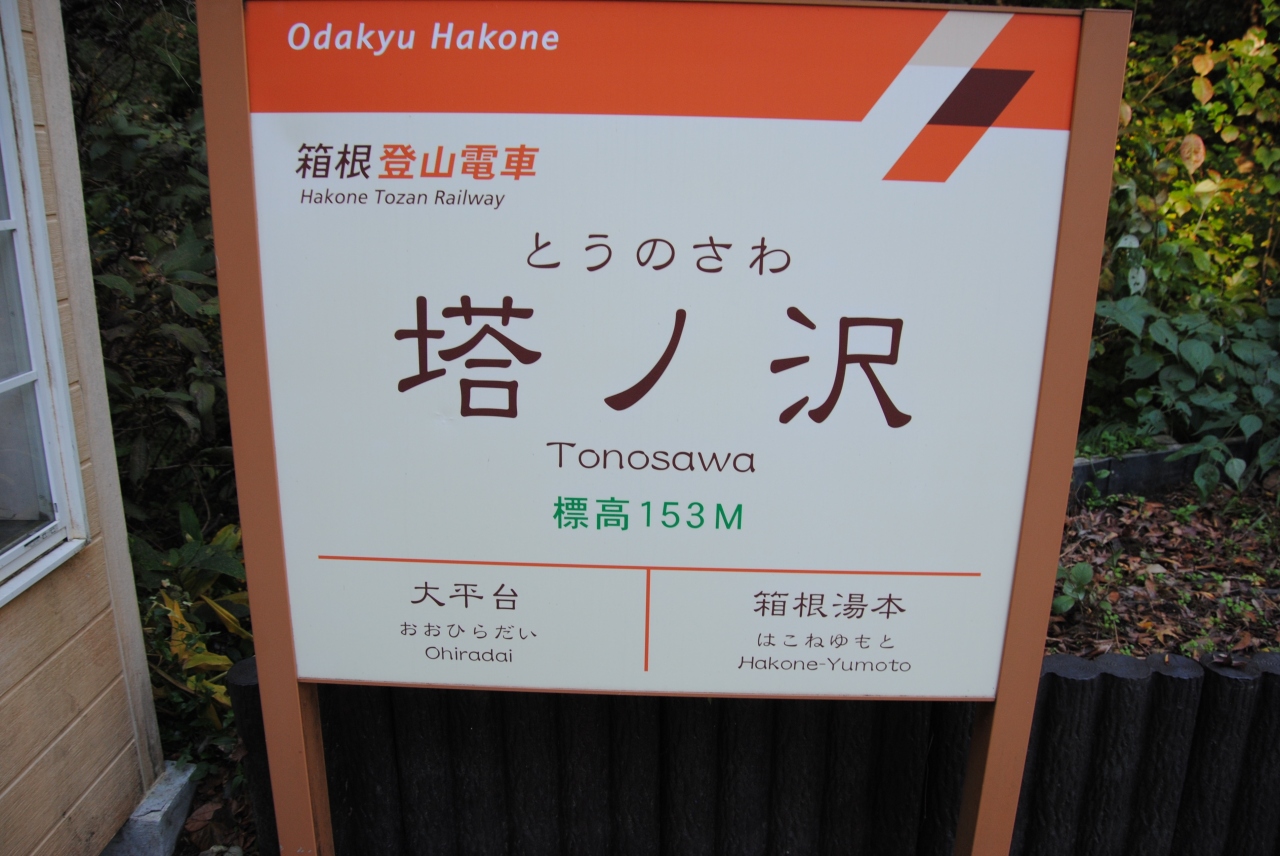 Odakyu Hakone
箱根登山電車
Hakone Tozan Railway
とうのさわ
塔ノ沢
Tonosawa
標高153M
大平台
おおひらだい
Ohiradai
箱根湯本
はこねゆもと
Hakone-Yumoto